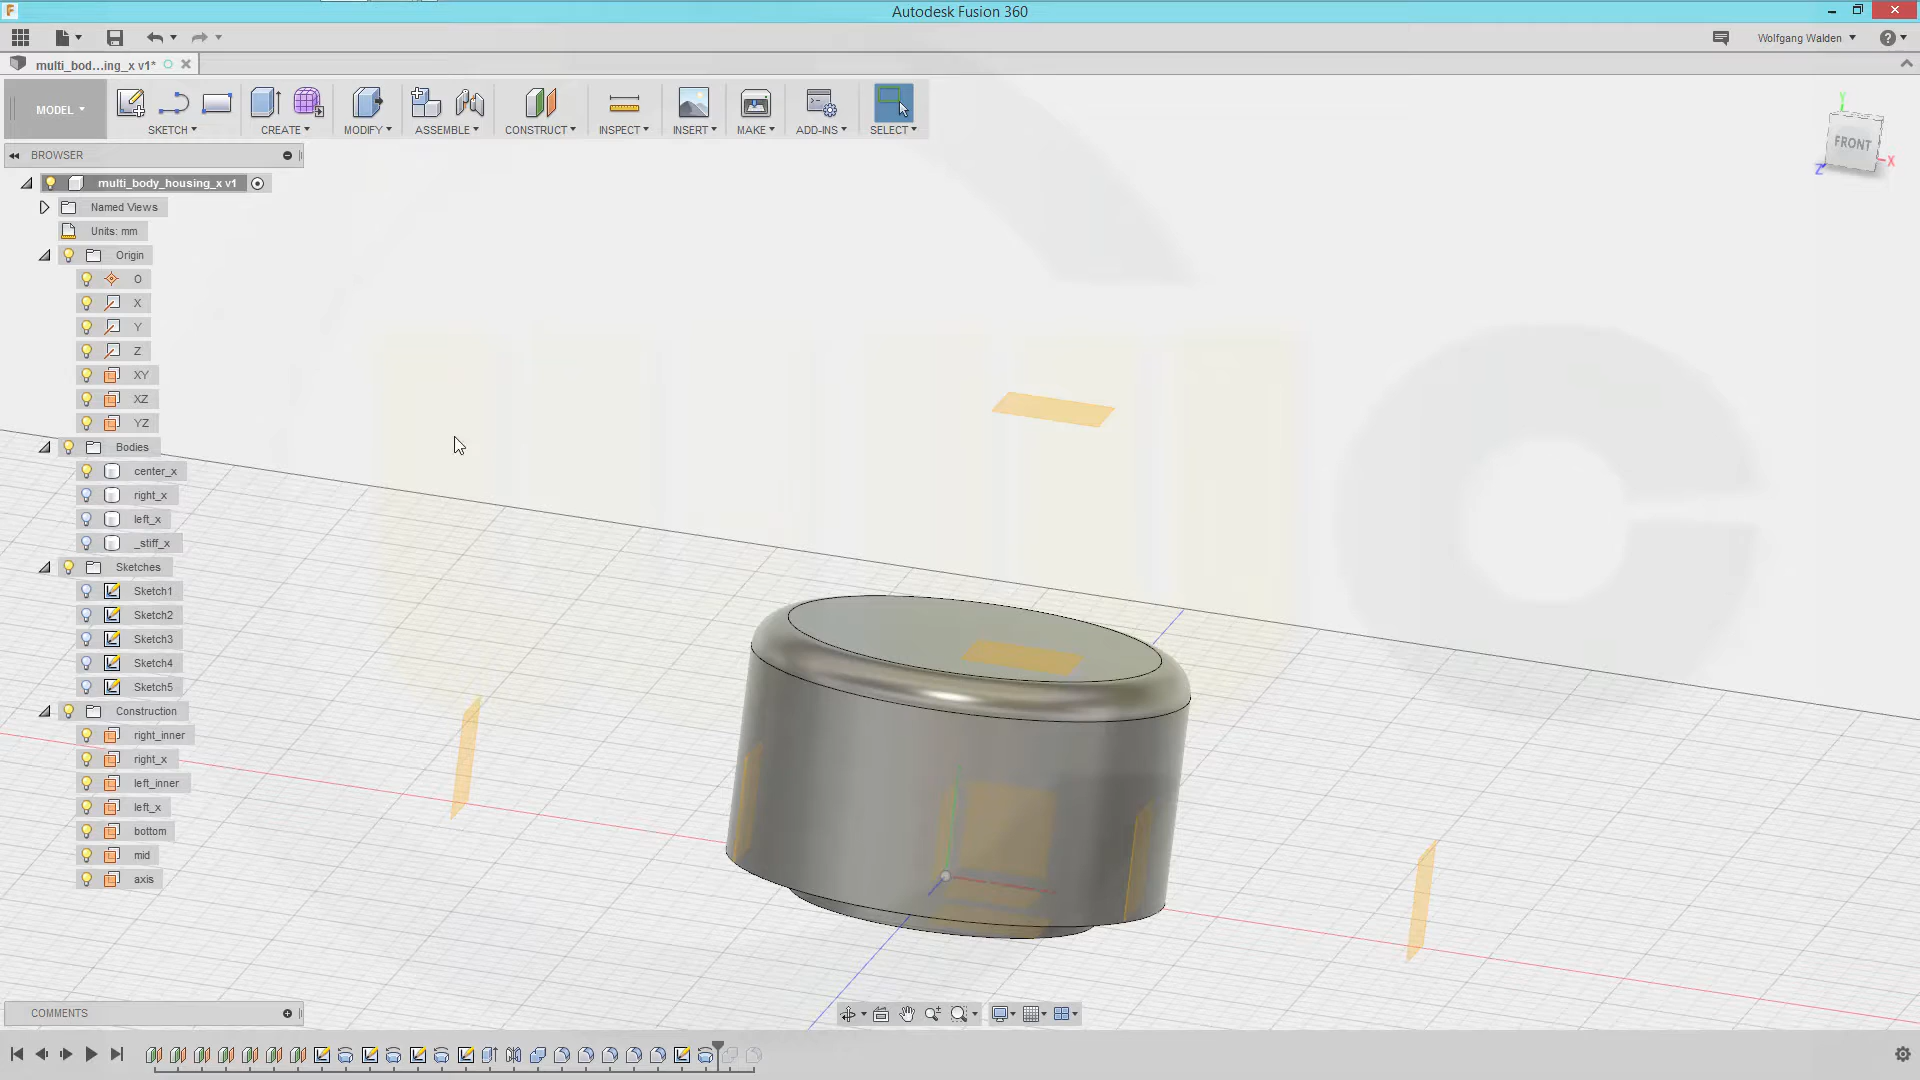 Autodesk Fusion 360
Wolfgang Walden
multi_bod...ing_x v1*
MODEL
SKETCH
CREATE
MODIFY
ASSEMBLE
CONSTRUCT
INSPECT
INSERT
MAKE
ADD-INS
SELECT
BROWSER
multi_body_housing_x v1
Named Views
Units: mm
Origin
O
X
Y
Z
XY
XZ
YZ
Bodies
center_x
right_x
left_x
_stiff_x
Sketches
Sketch1
Sketch2
Sketch3
Sketch4
Sketch5
Construction
right_inner
right_x
left_inner
left_x
bottom
mid
axis
Y
FRONT
X
Z
COMMENTS